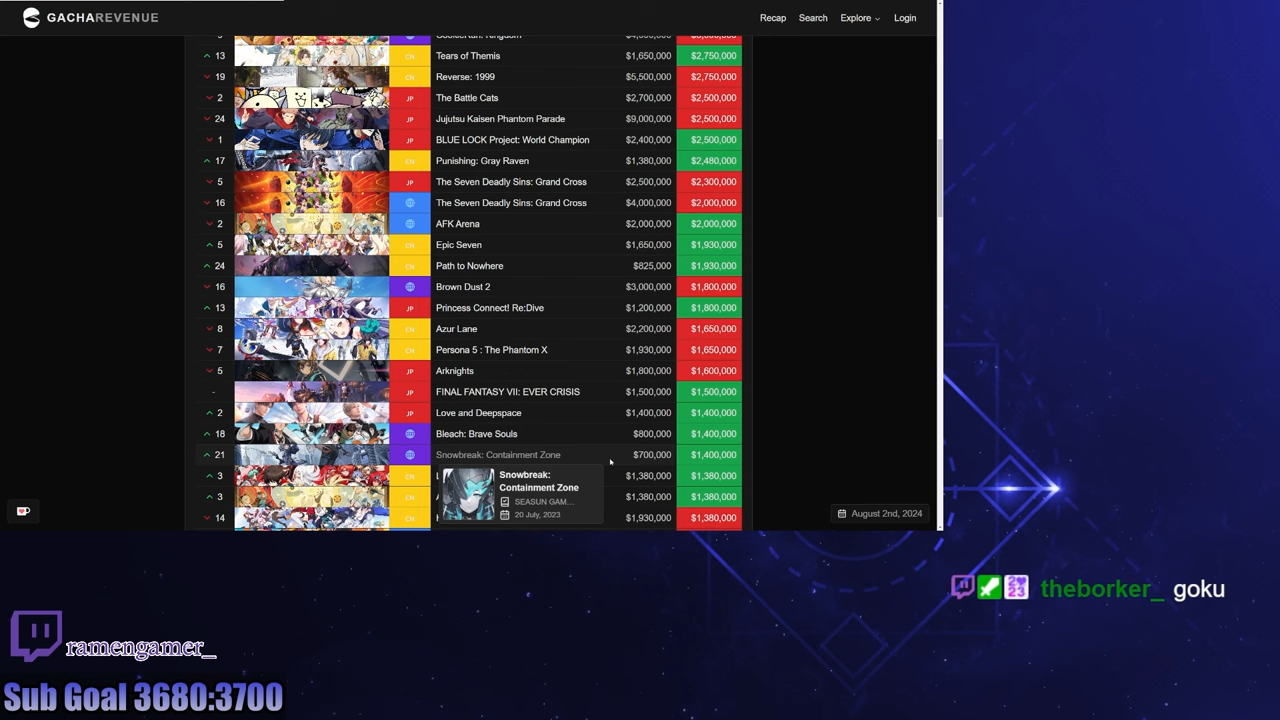 GACHAREVENUE Recap Search Explore Login
13 CN Tears of Themis $1,650,000 $2,750,000
19 CN Reverse: 1999 $5,500,000 $2,750,000
2 JP The Battle Cats $2,700,000 $2,500,000
24 JP Jujutsu Kaisen Phantom Parade $9,000,000 $2,500,000
1 JP BLUE LOCK Project: World Champion $2,400,000 $2,500,000
17 CN Punishing: Gray Raven $1,380,000 $2,480,000
5 JP The Seven Deadly Sins: Grand Cross $2,500,000 $2,300,000
16 The Seven Deadly Sins: Grand Cross $4,000,000 $2,000,000
2 AFK Arena $2,000,000 $2,000,000
5 CN Epic Seven $1,650,000 $1,930,000
24 CN Path to Nowhere $825,000 $1,930,000
16 Brown Dust 2 $3,000,000 $1,800,000
13 JP Princess Connect! Re:Dive $1,200,000 $1,800,000
8 CN Azur Lane $2,200,000 $1,650,000
7 CN Persona 5 : The Phantom X $1,930,000 $1,650,000
5 JP Arknights $1,800,000 $1,600,000
- JP FINAL FANTASY VII: EVER CRISIS $1,500,000 $1,500,000
2 JP Love and Deepspace $1,400,000 $1,400,000
18 Bleach: Brave Souls $800,000 $1,400,000
21 Snowbreak: Containment Zone $700,000 $1,400,000
3 CN $1,380,000 $1,380,000
Snowbreak:
Containment Zone
SEASUN GAM...
20 July, 2023
3 CN $1,380,000 $1,380,000
14 CN $1,930,000 $1,380,000
August 2nd, 2024
theborker_ goku
ramengamer_
Sub Goal 3680:3700